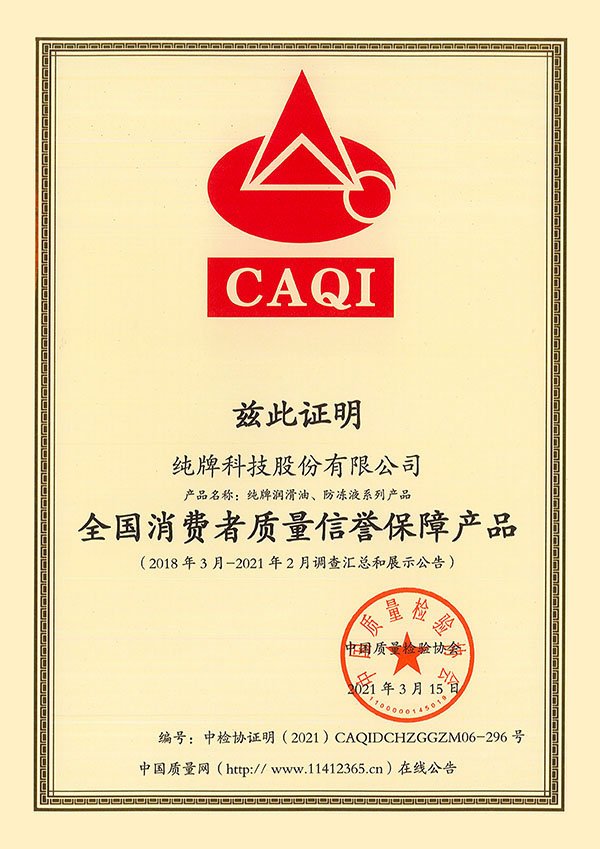 CAQI
兹此证明
纯牌科技股份有限公司
产品名称：纯牌润滑油、防冻液系列产品
全国消费者质量信誉保障产品
（2018年3月-2021年2月调查汇总和展示公告）
中国质量检验协会
中国质量检验协会
2021年3月15日
1100000145019
编号：中检协证明（2021）CAQIDCHZGGZM06-296号
中国质量网（http:// www.11412365.cn）在线公告